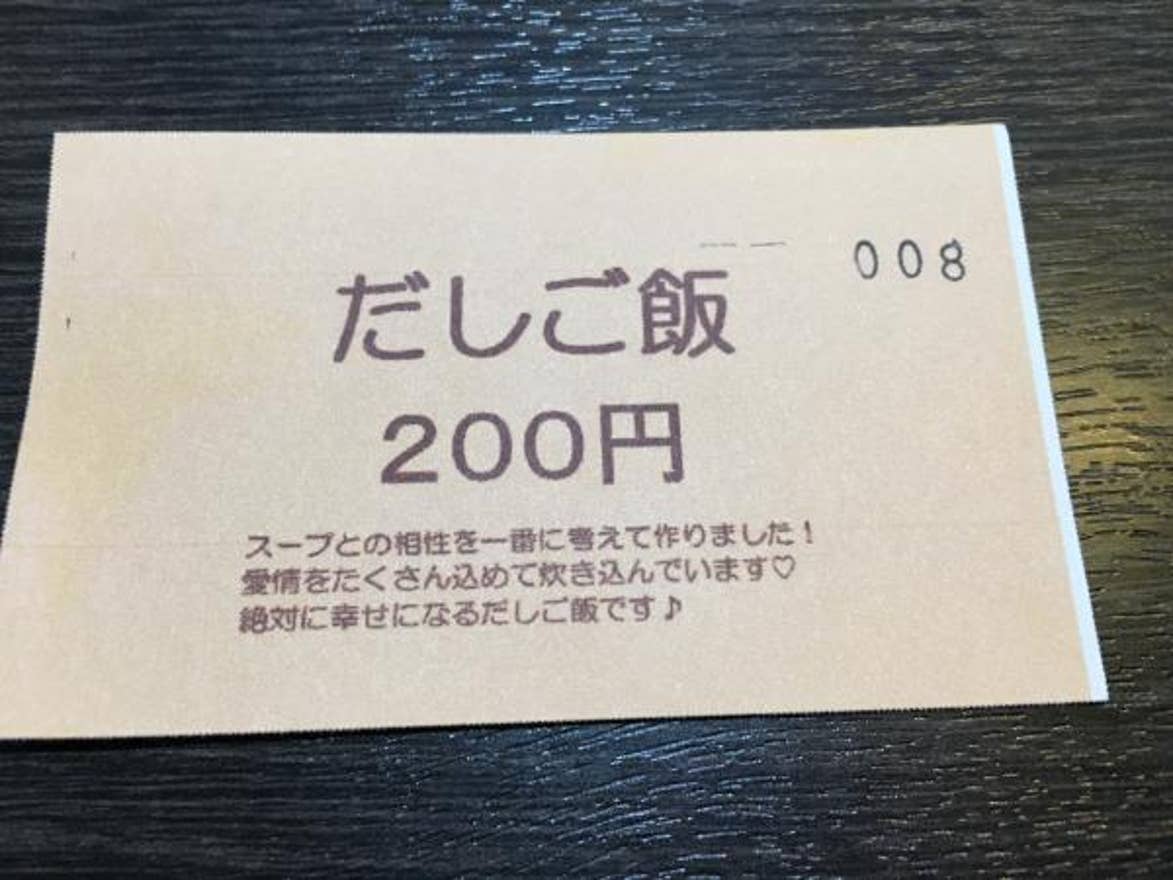 008
だしご飯
200円
スープとの相性を一番に考えて作りました!
愛情をたくさん込めて炊き込んでいます♡
絶対に幸せになるだしご飯です♪